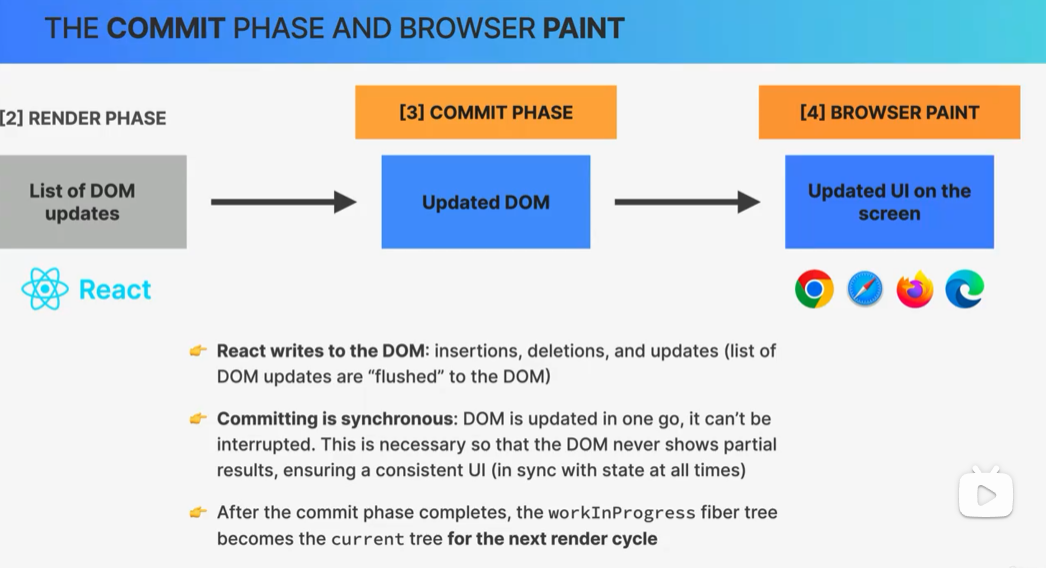 THE COMMIT PHASE AND BROWSER PAINT
[2] RENDER PHASE
[3] COMMIT PHASE
[4] BROWSER PAINT
List of DOM
updates
Updated DOM
Updated UI on the
screen
React
React writes to the DOM: insertions, deletions, and updates (list of
DOM updates are “flushed” to the DOM)
Committing is synchronous: DOM is updated in one go, it can’t be
interrupted. This is necessary so that the DOM never shows partial
results, ensuring a consistent UI (in sync with state at all times)
After the commit phase completes, the workInProgress fiber tree
becomes the current tree for the next render cycle